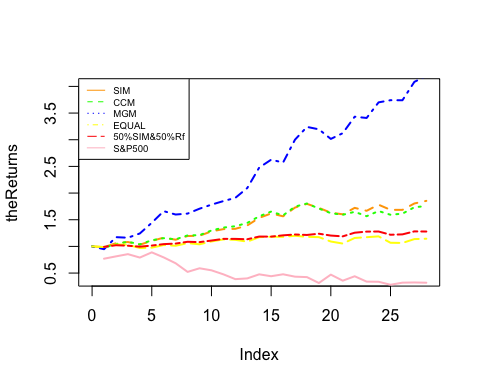 SIM
CCM
MGM
EQUAL
50%SIM&50%Rf
S&P500
3.5
2.5
1.5
0.5
theReturns
0 5 10 15 20 25
Index